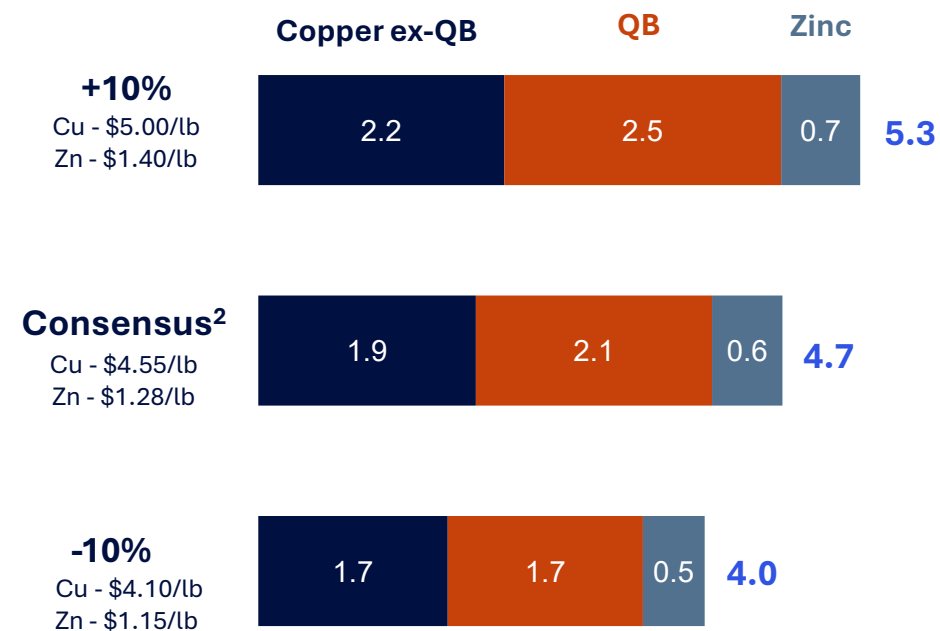 Copper ex-QB QB Zinc
+10%
Cu - $5.00/lb
Zn - $1.40/lb
2.2 2.5 0.7 5.3
Consensus²
Cu - $4.55/lb
Zn - $1.28/lb
1.9 2.1 0.6 4.7
-10%
Cu - $4.10/lb
Zn - $1.15/lb
1.7 1.7 0.5 4.0